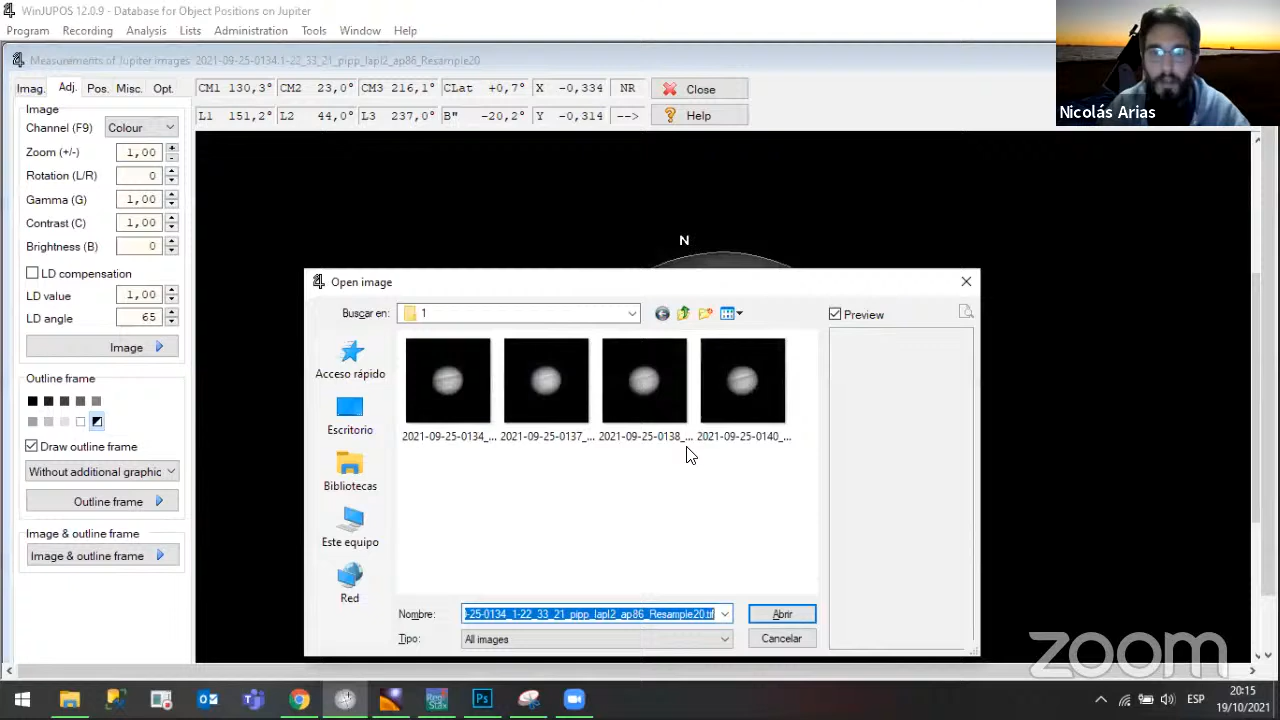 WinJUPOS 12.0.9 - Database for Object Positions on Jupiter
Program Recording Analysis Lists Administration Tools Window Help
Measurements of Jupiter images 2021-09-25-0134.1-22_33_21_pipp_lapl2_ap86_Resample20
Imag. Adj. Pos. Misc. Opt.
CM1 130,3° CM2 23,0° CM3 216,1° CLat +0,7° X -0,334 NR Close
L1 151,2° L2 44,0° L3 237,0° B" -20,2° Y -0,314 --> Help
Nicolás Arias
Image
Channel (F9) Colour
Zoom (+/-) 1,00
Rotation (L/R) 0
Gamma (G) 1,00
Contrast (C) 1,00
Brightness (B) 0
LD compensation
LD value 1,00
LD angle 65
Image
Outline frame
Draw outline frame
Without additional graphic
Outline frame
Image & outline frame
Image & outline frame
N
Open image
Buscar en: 1
Preview
Acceso rápido
Escritorio
Bibliotecas
Este equipo
Red
2021-09-25-0134_... 2021-09-25-0137_... 2021-09-25-0138_... 2021-09-25-0140_...
Nombre: -25-0134_1-22_33_21_pipp_lapl2_ap86_Resample20.tif Abrir
Tipo: All images Cancelar
zoom
Reg Stax
Ps
ESP
20:15
19/10/2021